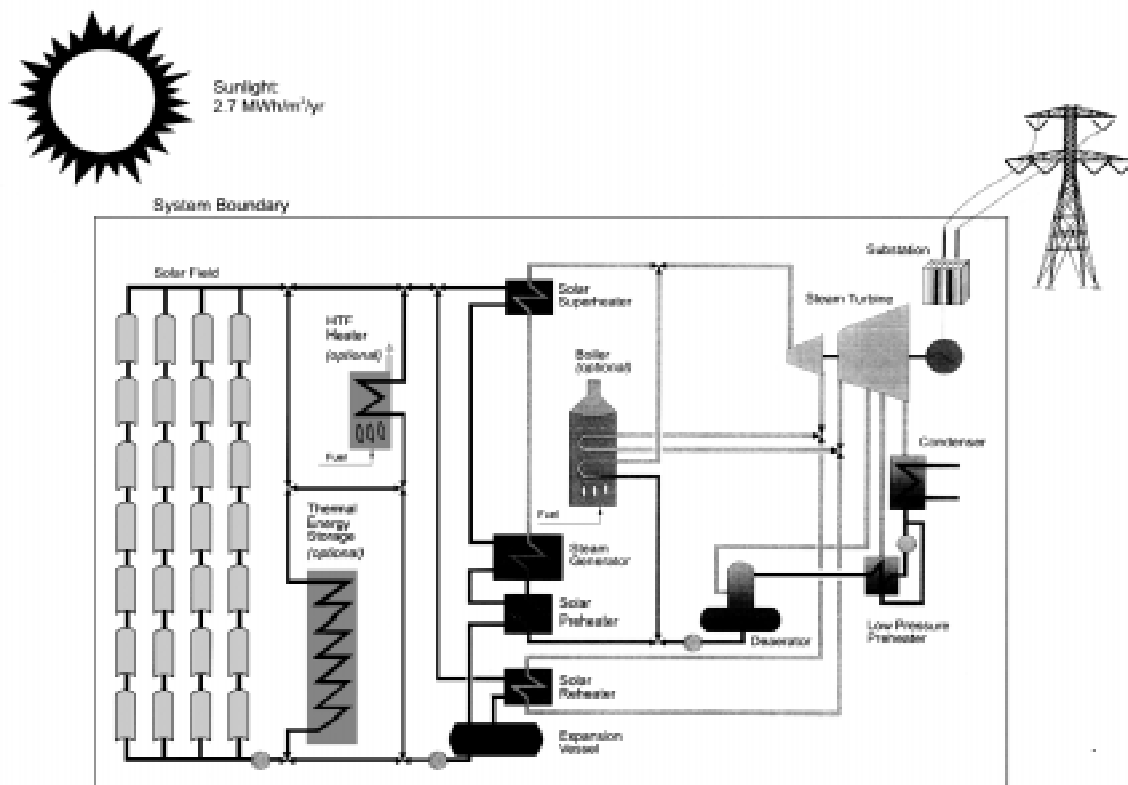 Sunlight:
2.7 MWh/m²/yr
System Boundary
Substation
Solar Field
Solar
Superheater
Steam Turbine
HTF
Heater
(optional)
Boiler
(optional)
Fuel
Condenser
Thermal
Energy
Storage
(optional)
Fuel
Steam
Generator
Solar
Preheater
Low Pressure
Preheater
Deaerator
Solar
Reheater
Expansion
Vessel